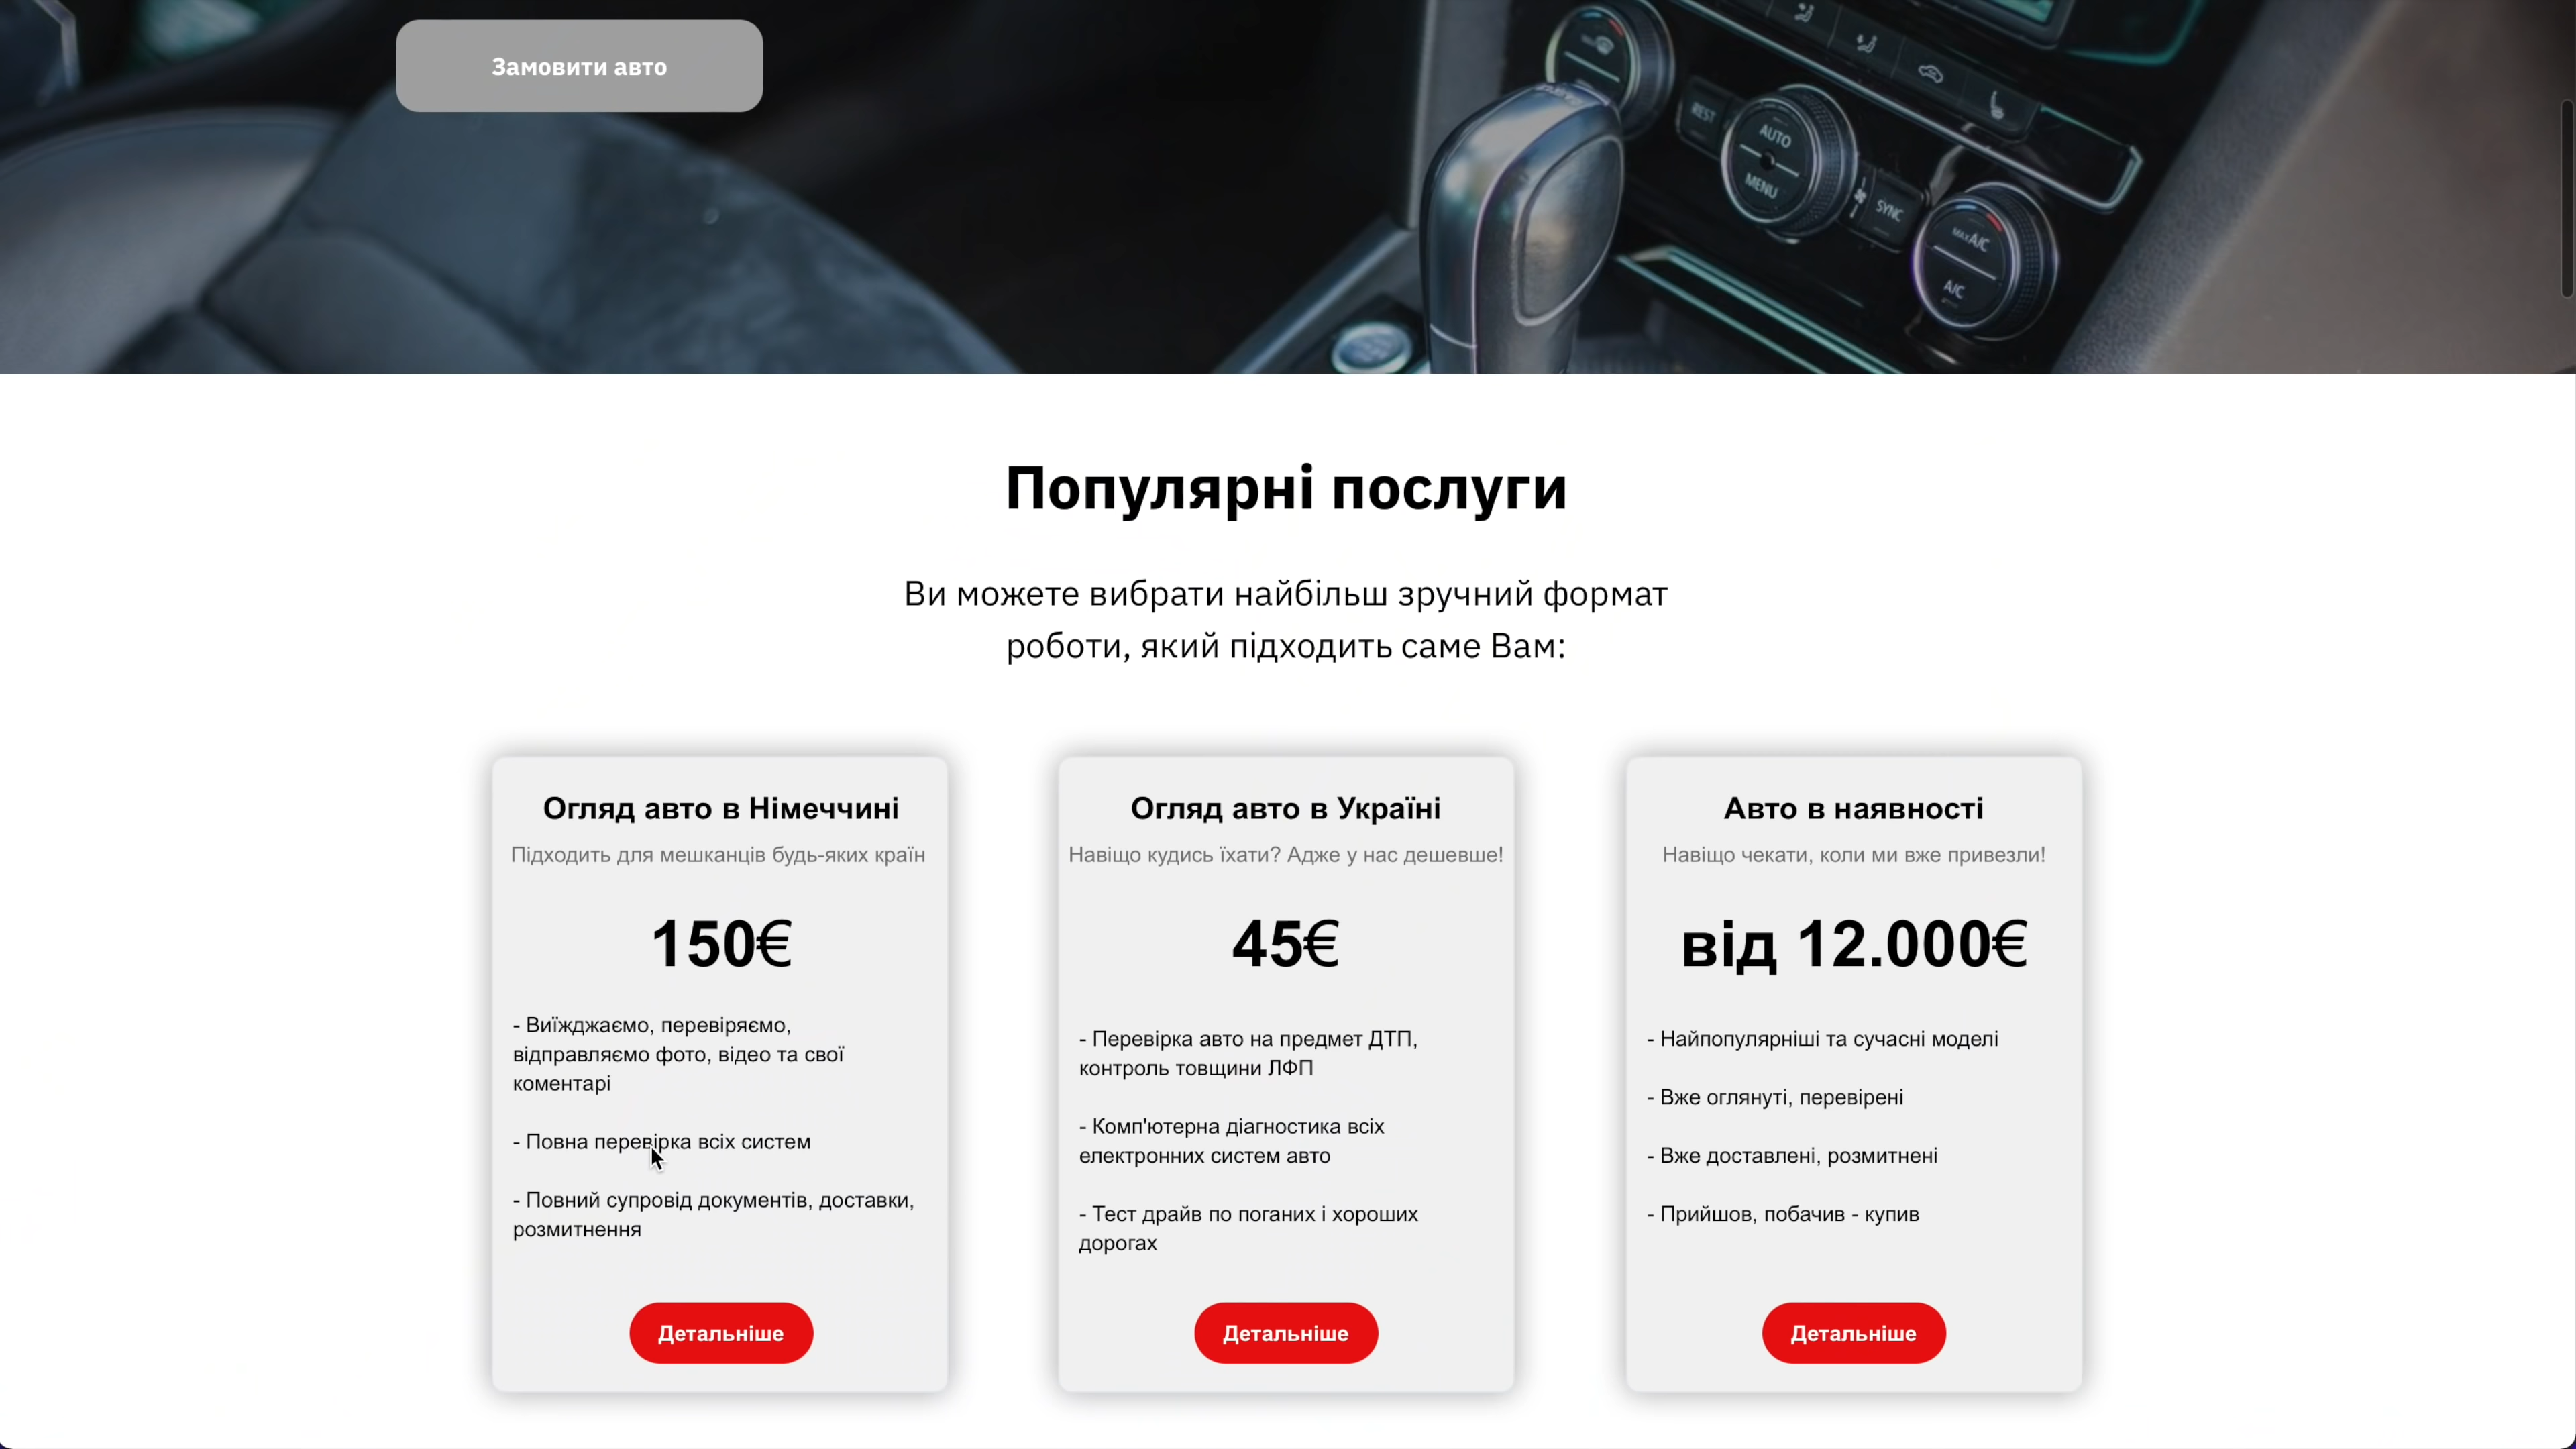 Замовити авто
REST
AUTO
MENU
SYNC
MAX A/C
A/C
Популярні послуги
Ви можете вибрати найбільш зручний формат
роботи, який підходить саме Вам:
Огляд авто в Німеччині
Підходить для мешканців будь-яких країн
150€
- Виїжджаємо, перевіряємо,
відправляємо фото, відео та свої
коментарі
- Повна перевірка всіх систем
- Повний супровід документів, доставки,
розмитнення
Детальніше
Огляд авто в Україні
Навіщо кудись їхати? Адже у нас дешевше!
45€
- Перевірка авто на предмет ДТП,
контроль товщини ЛФП
- Комп'ютерна діагностика всіх
електронних систем авто
- Тест драйв по поганих і хороших
дорогах
Детальніше
Авто в наявності
Навіщо чекати, коли ми вже привезли!
від 12.000€
- Найпопулярніші та сучасні моделі
- Вже оглянуті, перевірені
- Вже доставлені, розмитнені
- Прийшов, побачив - купив
Детальніше